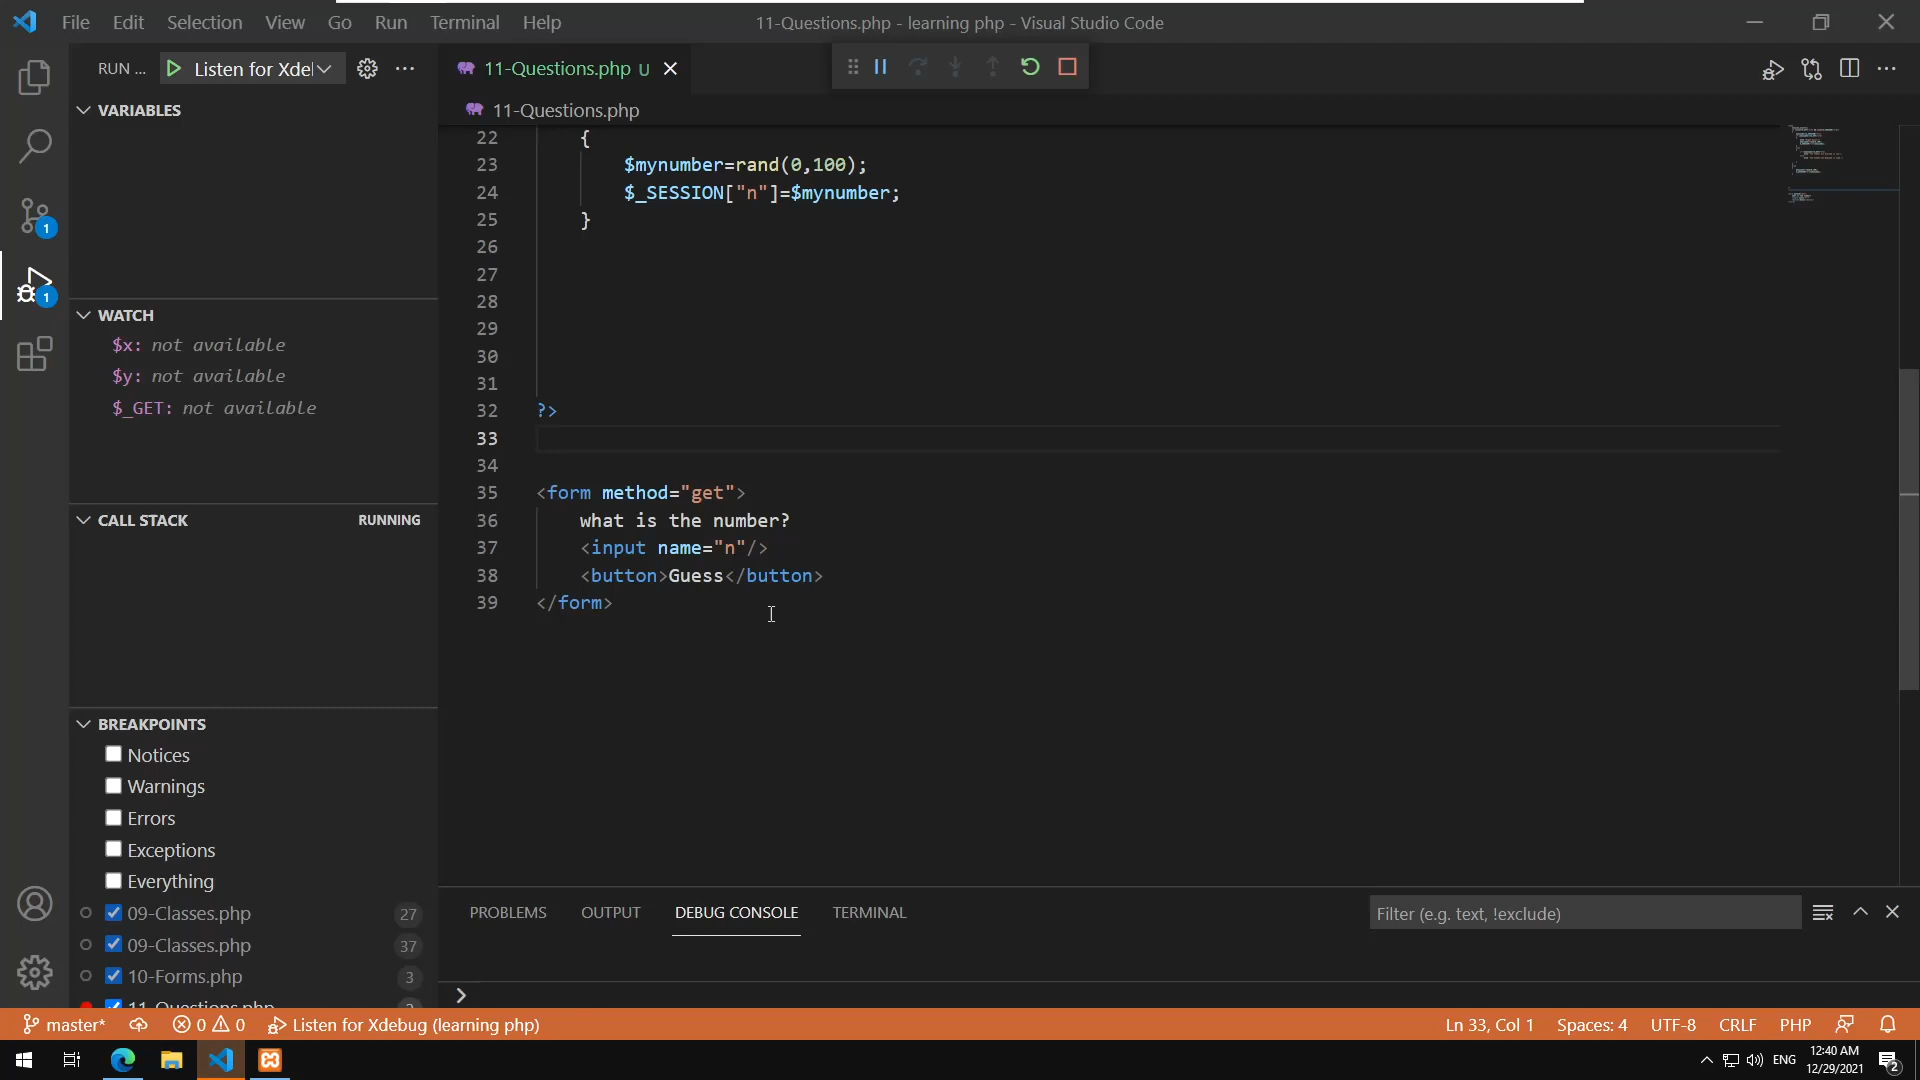 File Edit Selection View Go Run Terminal Help
11-Questions.php - learning php - Visual Studio Code
RUN ...
Listen for Xdel
11-Questions.php U
VARIABLES
11-Questions.php
22 {
23 $mynumber=rand(0,100);
24 $_SESSION["n"]=$mynumber;
25 }
26
27
28
29
30
31
32 ?>
33
34
35 <form method="get">
36 what is the number?
37 <input name="n"/>
38 <button>Guess</button>
39 </form>
1
1
WATCH
$x: not available
$y: not available
$_GET: not available
CALL STACK
RUNNING
BREAKPOINTS
Notices
Warnings
Errors
Exceptions
Everything
09-Classes.php 27
09-Classes.php 37
10-Forms.php 3
11-Questions.php
PROBLEMS OUTPUT DEBUG CONSOLE TERMINAL
Filter (e.g. text, !exclude)
master* 0 0 Listen for Xdebug (learning php)
Ln 33, Col 1 Spaces: 4 UTF-8 CRLF PHP
ENG
12:40 AM
12/29/2021
2